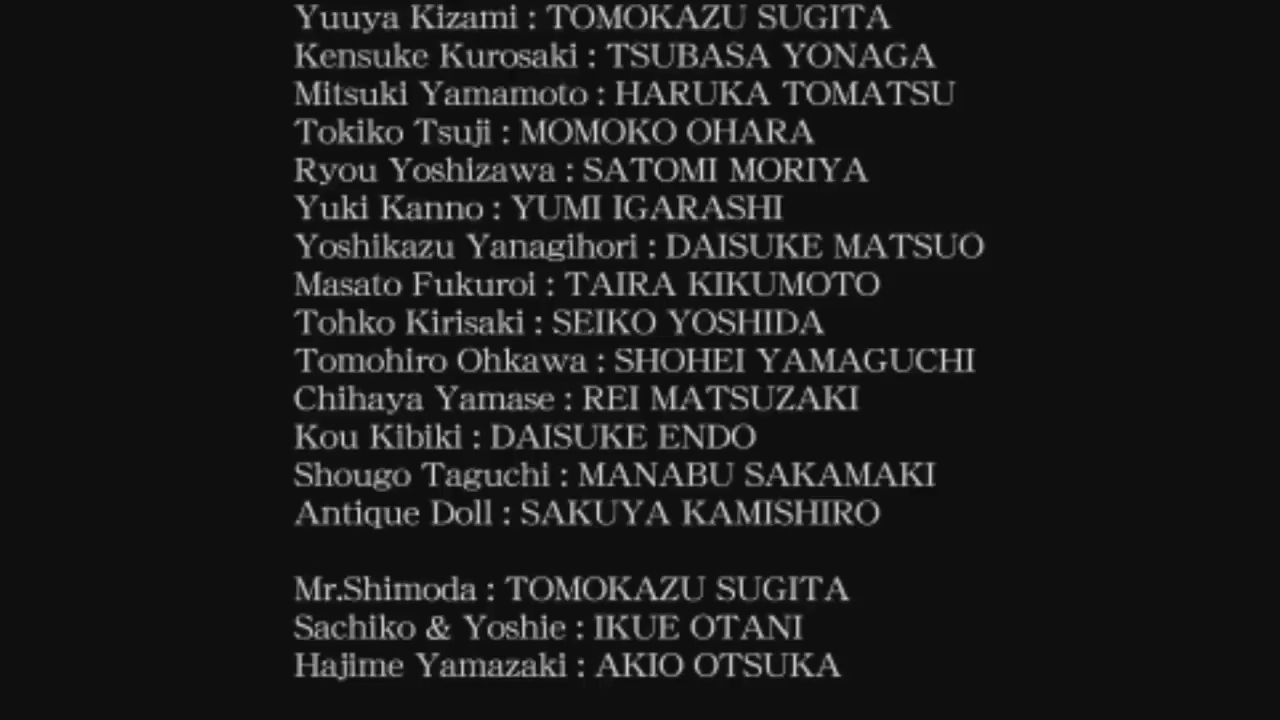 Yuuya Kizami : TOMOKAZU SUGITA
Kensuke Kurosaki : TSUBASA YONAGA
Mitsuki Yamamoto : HARUKA TOMATSU
Tokiko Tsuji : MOMOKO OHARA
Ryou Yoshizawa : SATOMI MORIYA
Yuki Kanno : YUMI IGARASHI
Yoshikazu Yanagihori : DAISUKE MATSUO
Masato Fukuroi : TAIRA KIKUMOTO
Tohko Kirisaki : SEIKO YOSHIDA
Tomohiro Ohkawa : SHOHEI YAMAGUCHI
Chihaya Yamase : REI MATSUZAKI
Kou Kibiki : DAISUKE ENDO
Shougo Taguchi : MANABU SAKAMAKI
Antique Doll : SAKUYA KAMISHIRO
Mr.Shimoda : TOMOKAZU SUGITA
Sachiko & Yoshie : IKUE OTANI
Hajime Yamazaki : AKIO OTSUKA